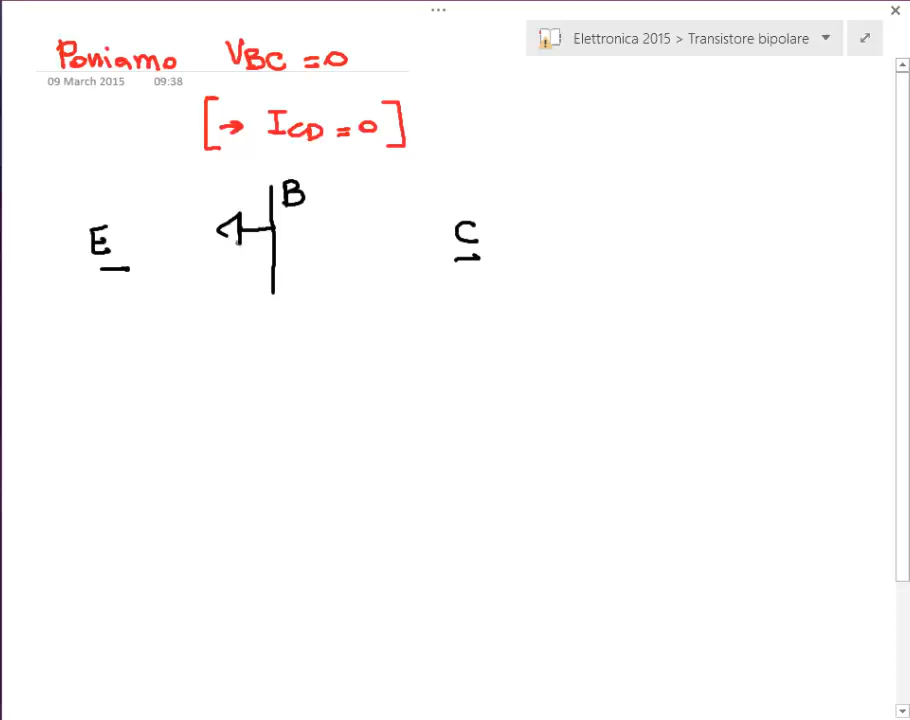 Elettronica 2015 > Transistore bipolare
Poniamo VBC = 0
09 March 2015 09:38
[→ ICD = 0]
B
E
C